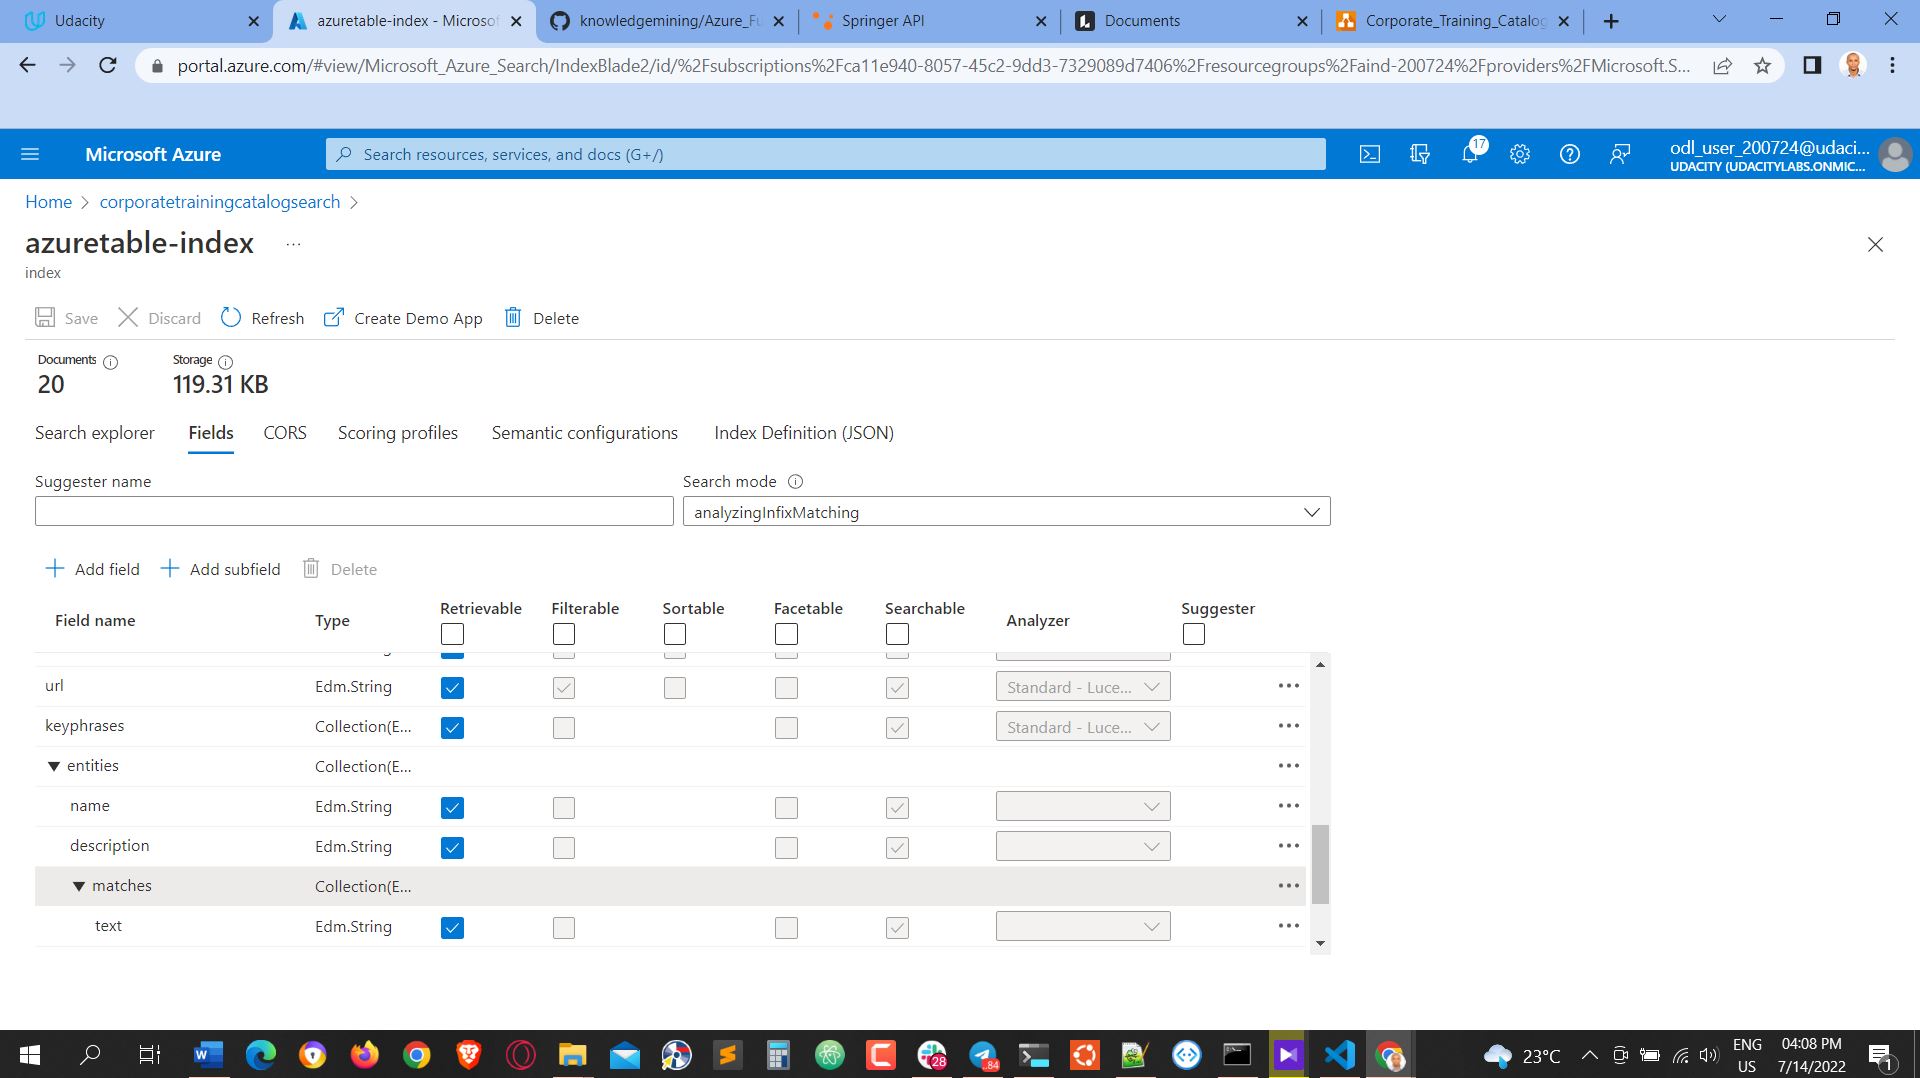 Udacity
azuretable-index - Microsof
knowledgemining/Azure_Fu
Springer API
Documents
Corporate_Training_Catalog
portal.azure.com/#view/Microsoft_Azure_Search/IndexBlade2/id/%2Fsubscriptions%2Fca11e940-8057-45c2-9dd3-7329089d7406%2Fresourcegroups%2Faind-200724%2Fproviders%2FMicrosoft.S...
Microsoft Azure
Search resources, services, and docs (G+/)
17
odl_user_200724@udaci...
UDACITY (UDACITYLABS.ONMIC...
Home > corporatetrainingcatalogsearch >
azuretable-index ...
index
Save Discard Refresh Create Demo App Delete
Documents Storage
20 119.31 KB
Search explorer Fields CORS Scoring profiles Semantic configurations Index Definition (JSON)
Suggester name Search mode
analyzingInfixMatching
Add field Add subfield Delete
Field name Type Retrievable Filterable Sortable Facetable Searchable Analyzer Suggester
url Edm.String Standard - Luce...
keyphrases Collection(E... Standard - Luce...
entities Collection(E...
name Edm.String
description Edm.String
matches Collection(E...
text Edm.String
28
84
23°C
ENG
US
04:08 PM
7/14/2022
1